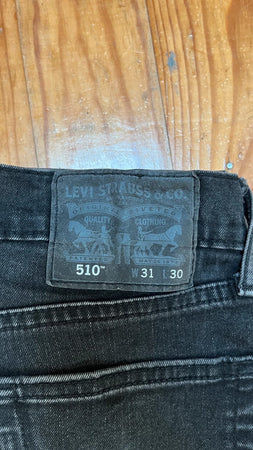 LEVI STRAUSS & CO.
QUALITY CLOTHING
510™ W 31 L 30